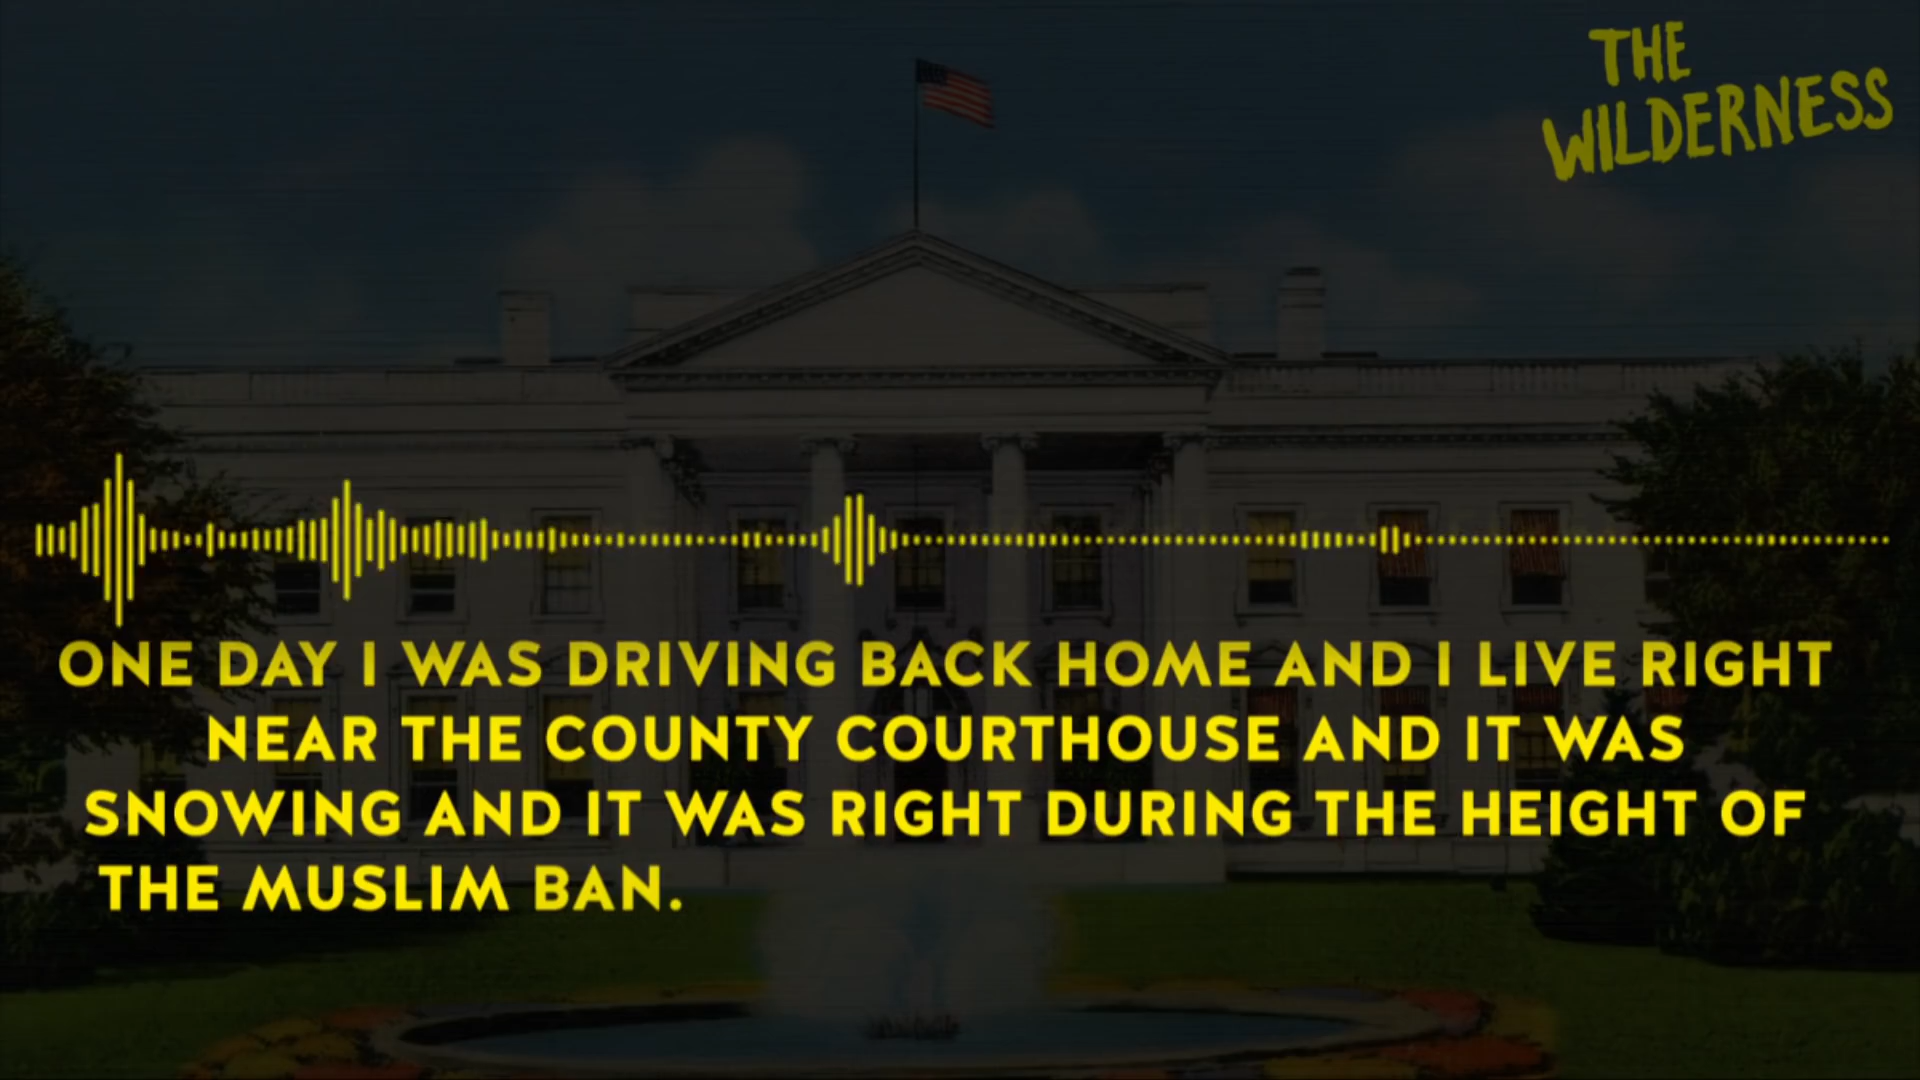 THE
WILDERNESS
ONE DAY I WAS DRIVING BACK HOME AND I LIVE RIGHT
NEAR THE COUNTY COURTHOUSE AND IT WAS
SNOWING AND IT WAS RIGHT DURING THE HEIGHT OF
THE MUSLIM BAN.